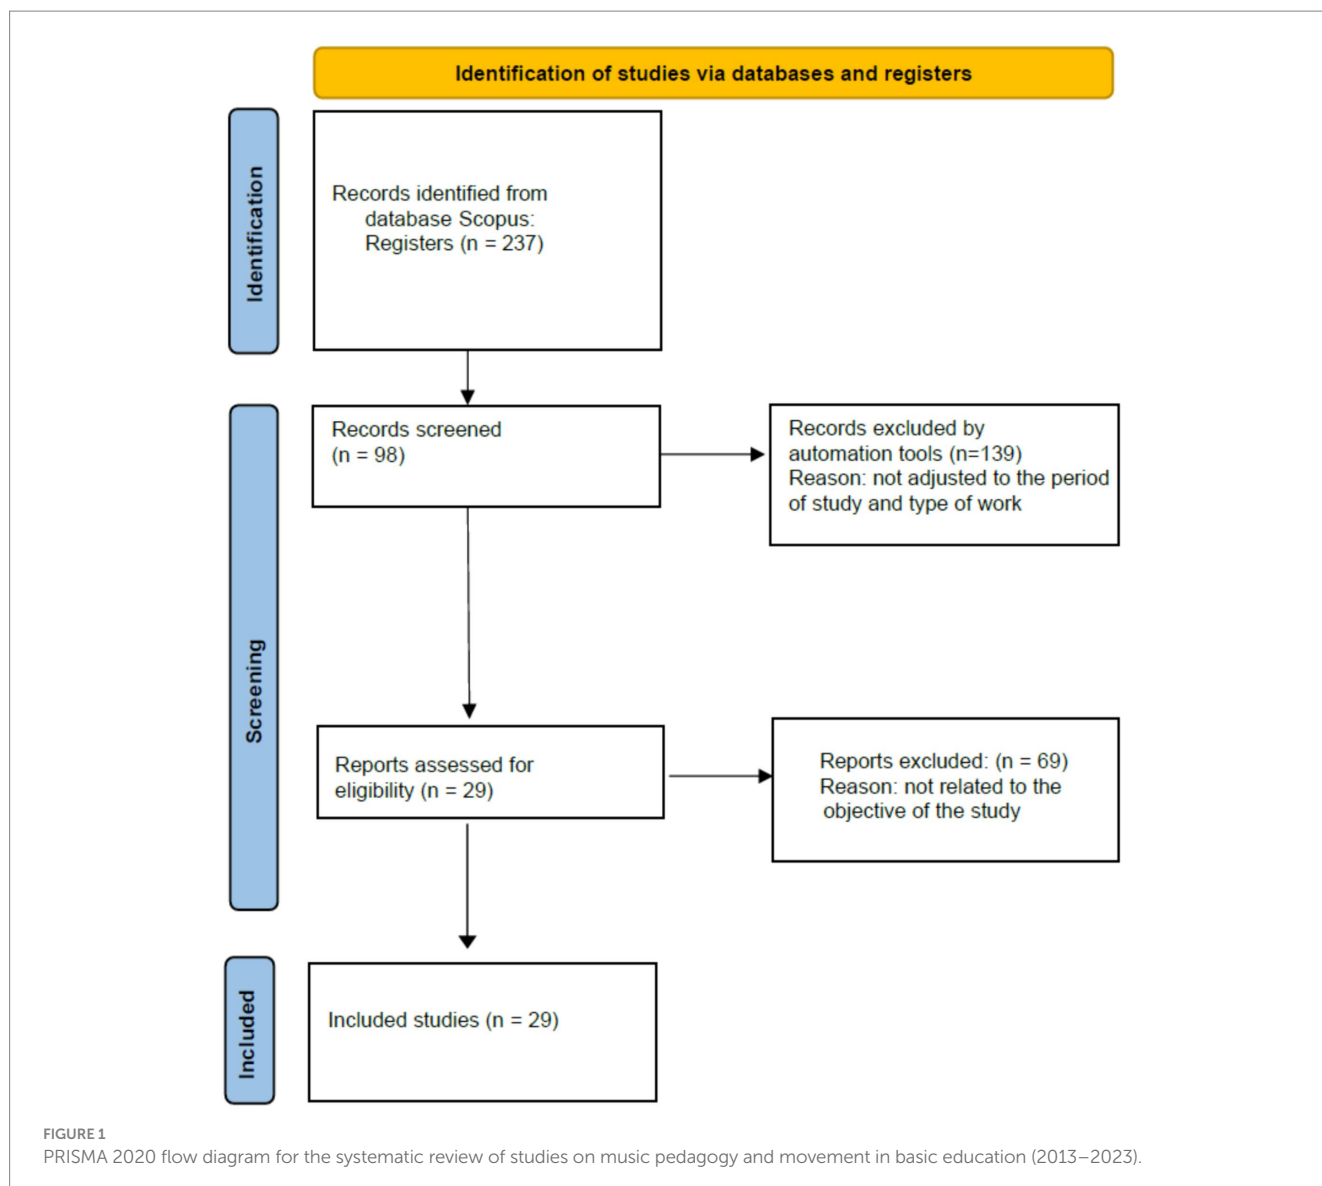 Identification of studies via databases and registers
Identification
Records identified from
database Scopus:
Registers (n = 237)
Screening
Records screened
(n = 98)
Records excluded by
automation tools (n=139)
Reason: not adjusted to the period
of study and type of work
Reports assessed for
eligibility (n = 29)
Reports excluded: (n = 69)
Reason: not related to the
objective of the study
Included
Included studies (n = 29)
FIGURE 1
PRISMA 2020 flow diagram for the systematic review of studies on music pedagogy and movement in basic education (2013–2023).